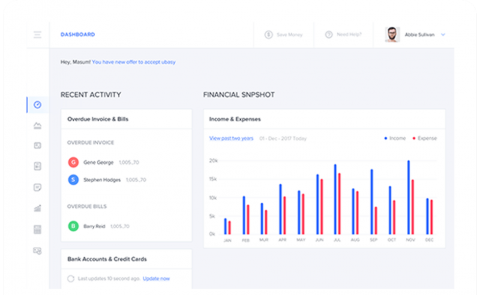 DASHBOARD
Save Money
Need Help?
Abba Sullivan
Hey, Masum! You have new offer to accept ubasy
RECENT ACTIVITY
FINANCIAL SNPSHOT
Overdue Invoice & Bills
Income & Expenses
View past two years
01 - Dec - 2017 Today
Income
Expense
OVERDUE INVOICE
G
Gene George
1,005,.70
S
Stephen Hodges
1,005,.70
OVERDUE BILLS
B
Barry Reid
1,005,.70
Bank Accounts & Credit Cards
Last updates 10 second ago. Update now
20k
15k
10k
5k
0k
JAN FEB MAR APR MAY JUN JUL AUG SEP OCT NOV DEC